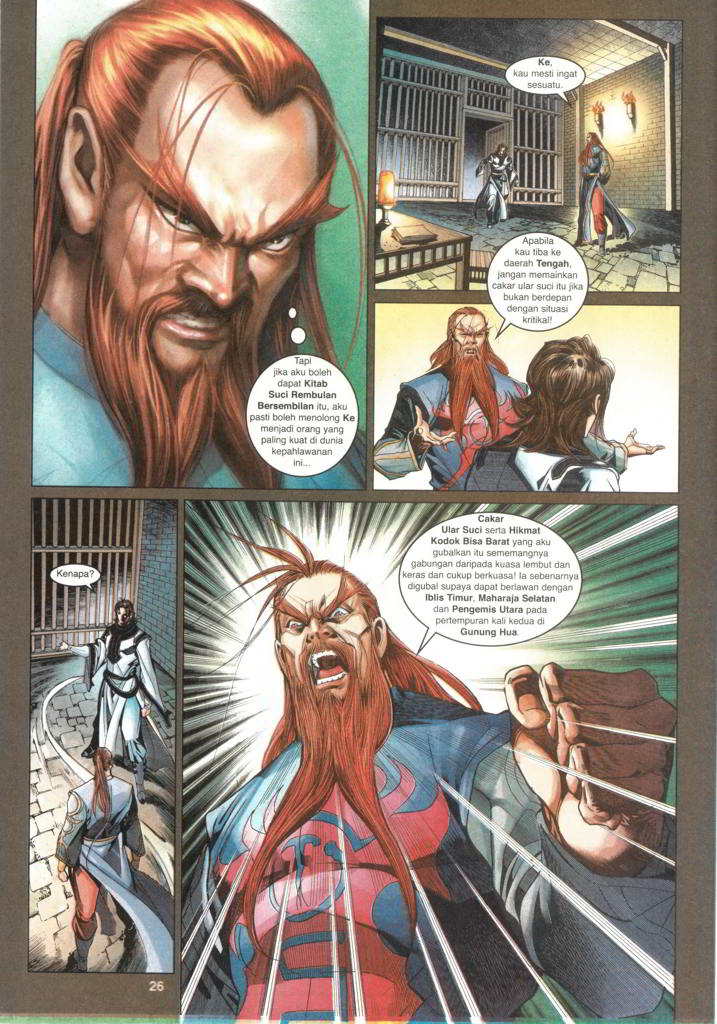 Tapi
jika aku boleh
dapat Kitab
Suci Rembulan
Bersembilan itu, aku
pasti boleh menolong Ke
menjadi orang yang
paling kuat di dunia
kepahlawanan
ini...
Ke,
kau mesti ingat
sesuatu.
Apabila
kau tiba ke
daerah Tengah,
jangan memainkan
cakar ular suci itu jika
bukan berdepan
dengan situasi
kritikal!
Kenapa?
Cakar
Ular Suci serta Hikmat
Kodok Bisa Barat yang aku
gubalkan itu sememangnya
gabungan daripada kuasa lembut dan
keras dan cukup berkuasa! Ia sebenarnya
digubal supaya dapat berlawan dengan
Iblis Timur, Maharaja Selatan
dan Pengemis Utara pada
pertempuran kali kedua di
Gunung Hua.
26